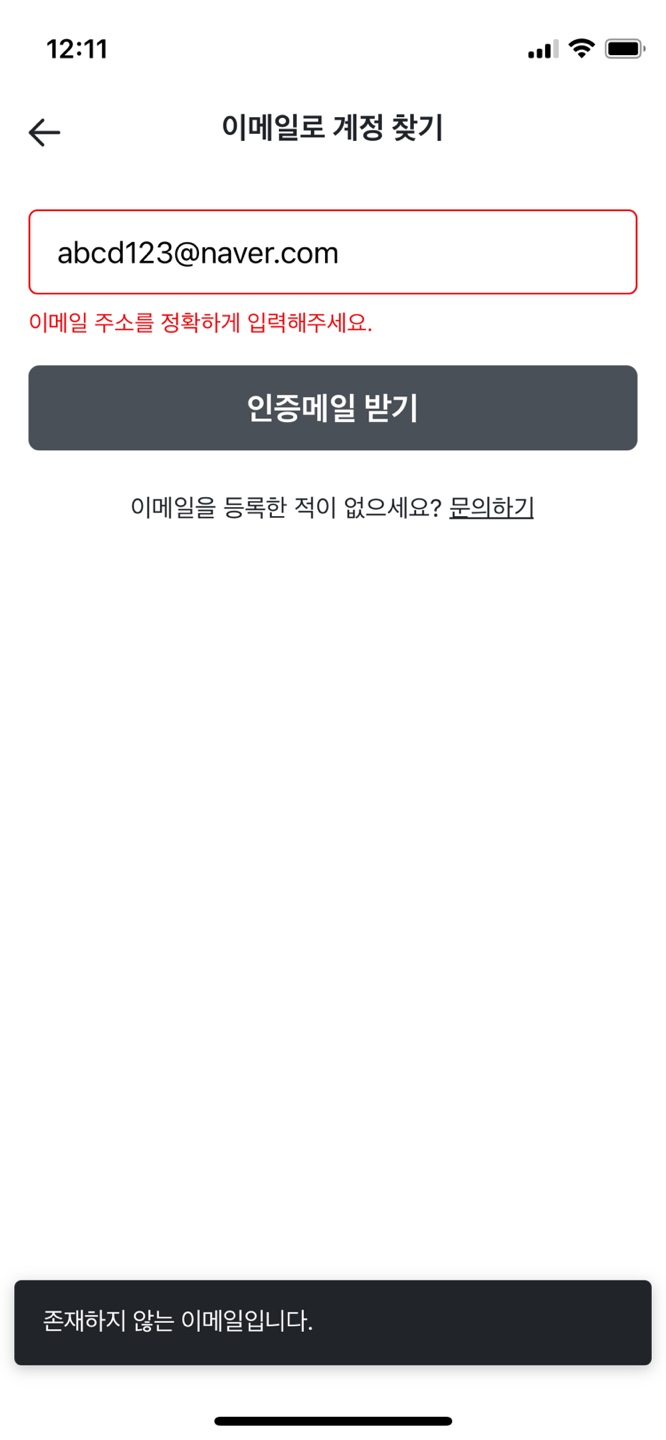 12:11
이메일로 계정 찾기
abcd123@naver.com
이메일 주소를 정확하게 입력해주세요.
인증메일 받기
이메일을 등록한 적이 없으세요? 문의하기
존재하지 않는 이메일입니다.